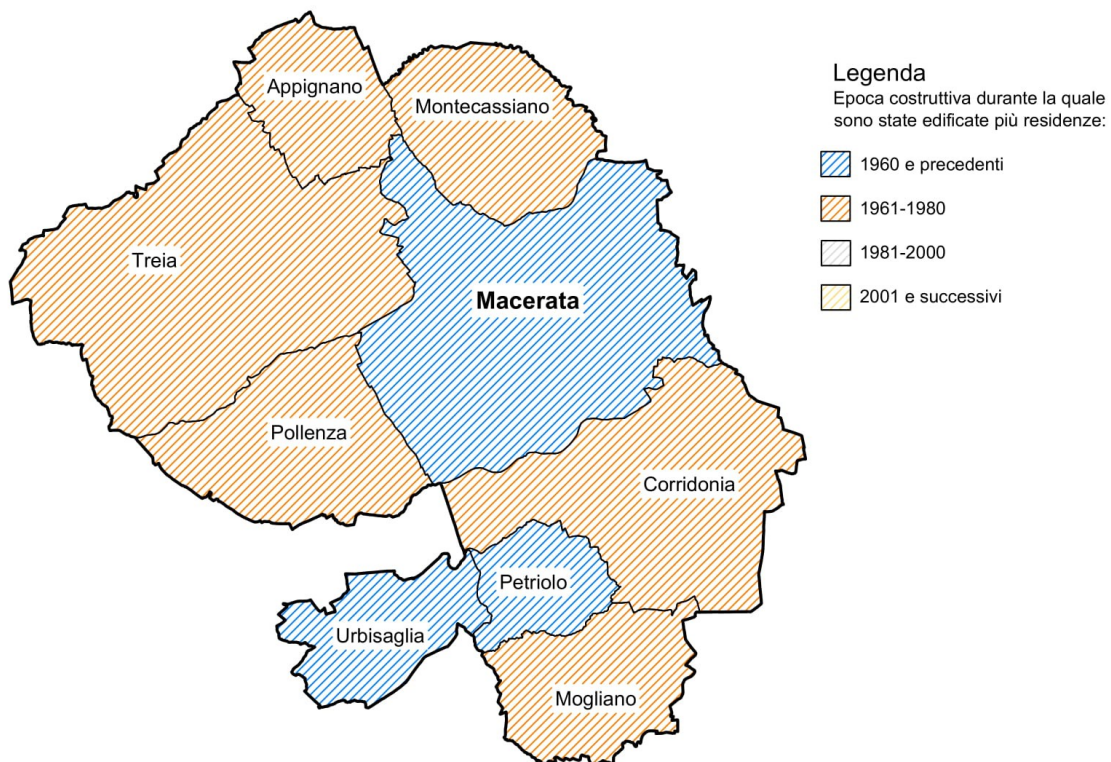 Appignano
Montecassiano
Treia
Macerata
Pollenza
Corridonia
Petriolo
Urbisaglia
Mogliano
Legenda
Epoca costruttiva durante la quale
sono state edificate più residenze:
1960 e precedenti
1961-1980
1981-2000
2001 e successivi